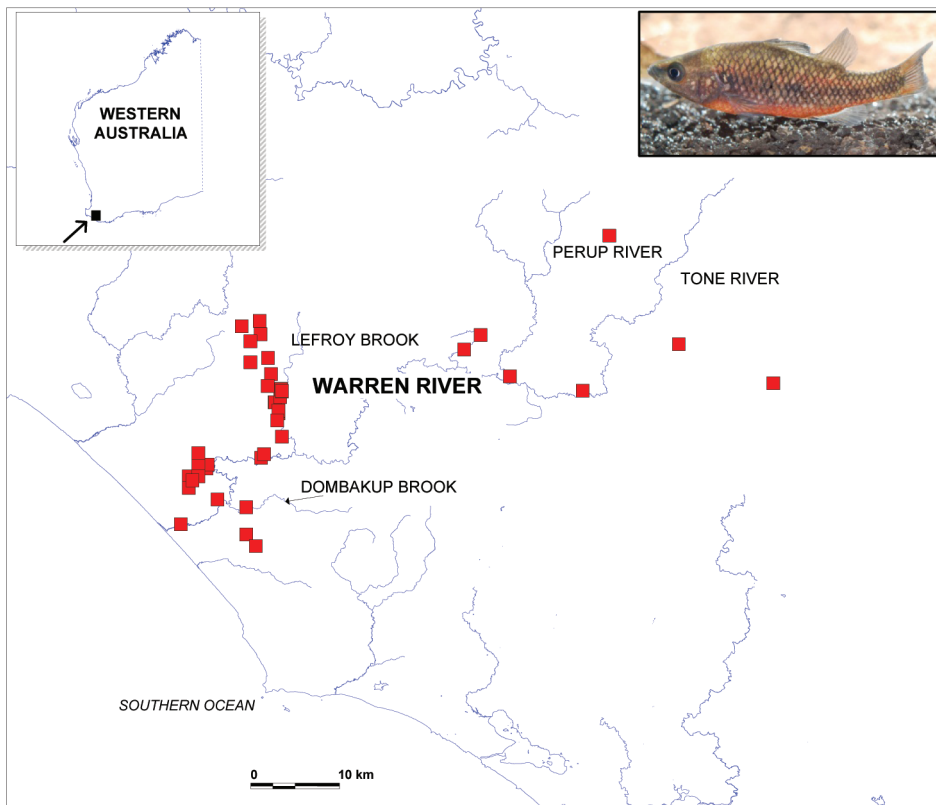 WESTERN
AUSTRALIA
PERUP RIVER
TONE RIVER
LEFROY BROOK
WARREN RIVER
DOMBAKUP BROOK
SOUTHERN OCEAN
0 10 km